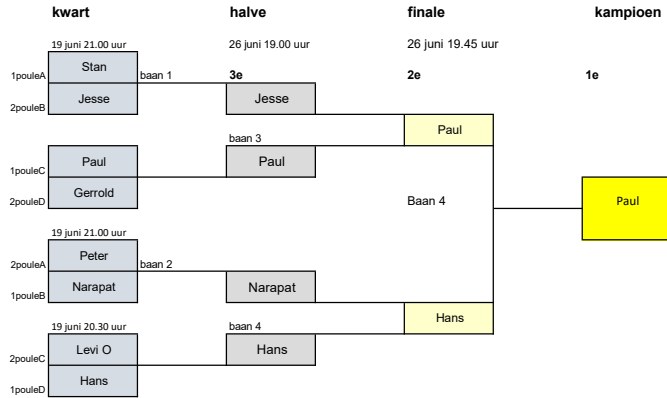 kwart halve finale kampioen
19 juni 21.00 uur 26 juni 19.00 uur 26 juni 19.45 uur
1pouleA Stan baan 1 3e 2e 1e
2pouleB Jesse Jesse
Paul
baan 3
1pouleC Paul Paul
2pouleD Gerrold Baan 4 Paul
19 juni 21.00 uur
2pouleA Peter baan 2
1pouleB Narapat Narapat
Hans
19 juni 20.30 uur baan 4
2pouleC Levi O Hans
1pouleD Hans